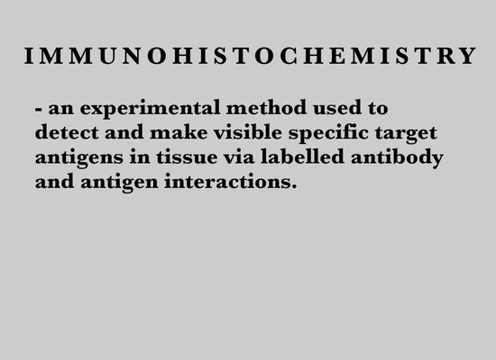 IMMUNOHISTOCHEMISTRY
- an experimental method used to
detect and make visible specific target
antigens in tissue via labelled antibody
and antigen interactions.